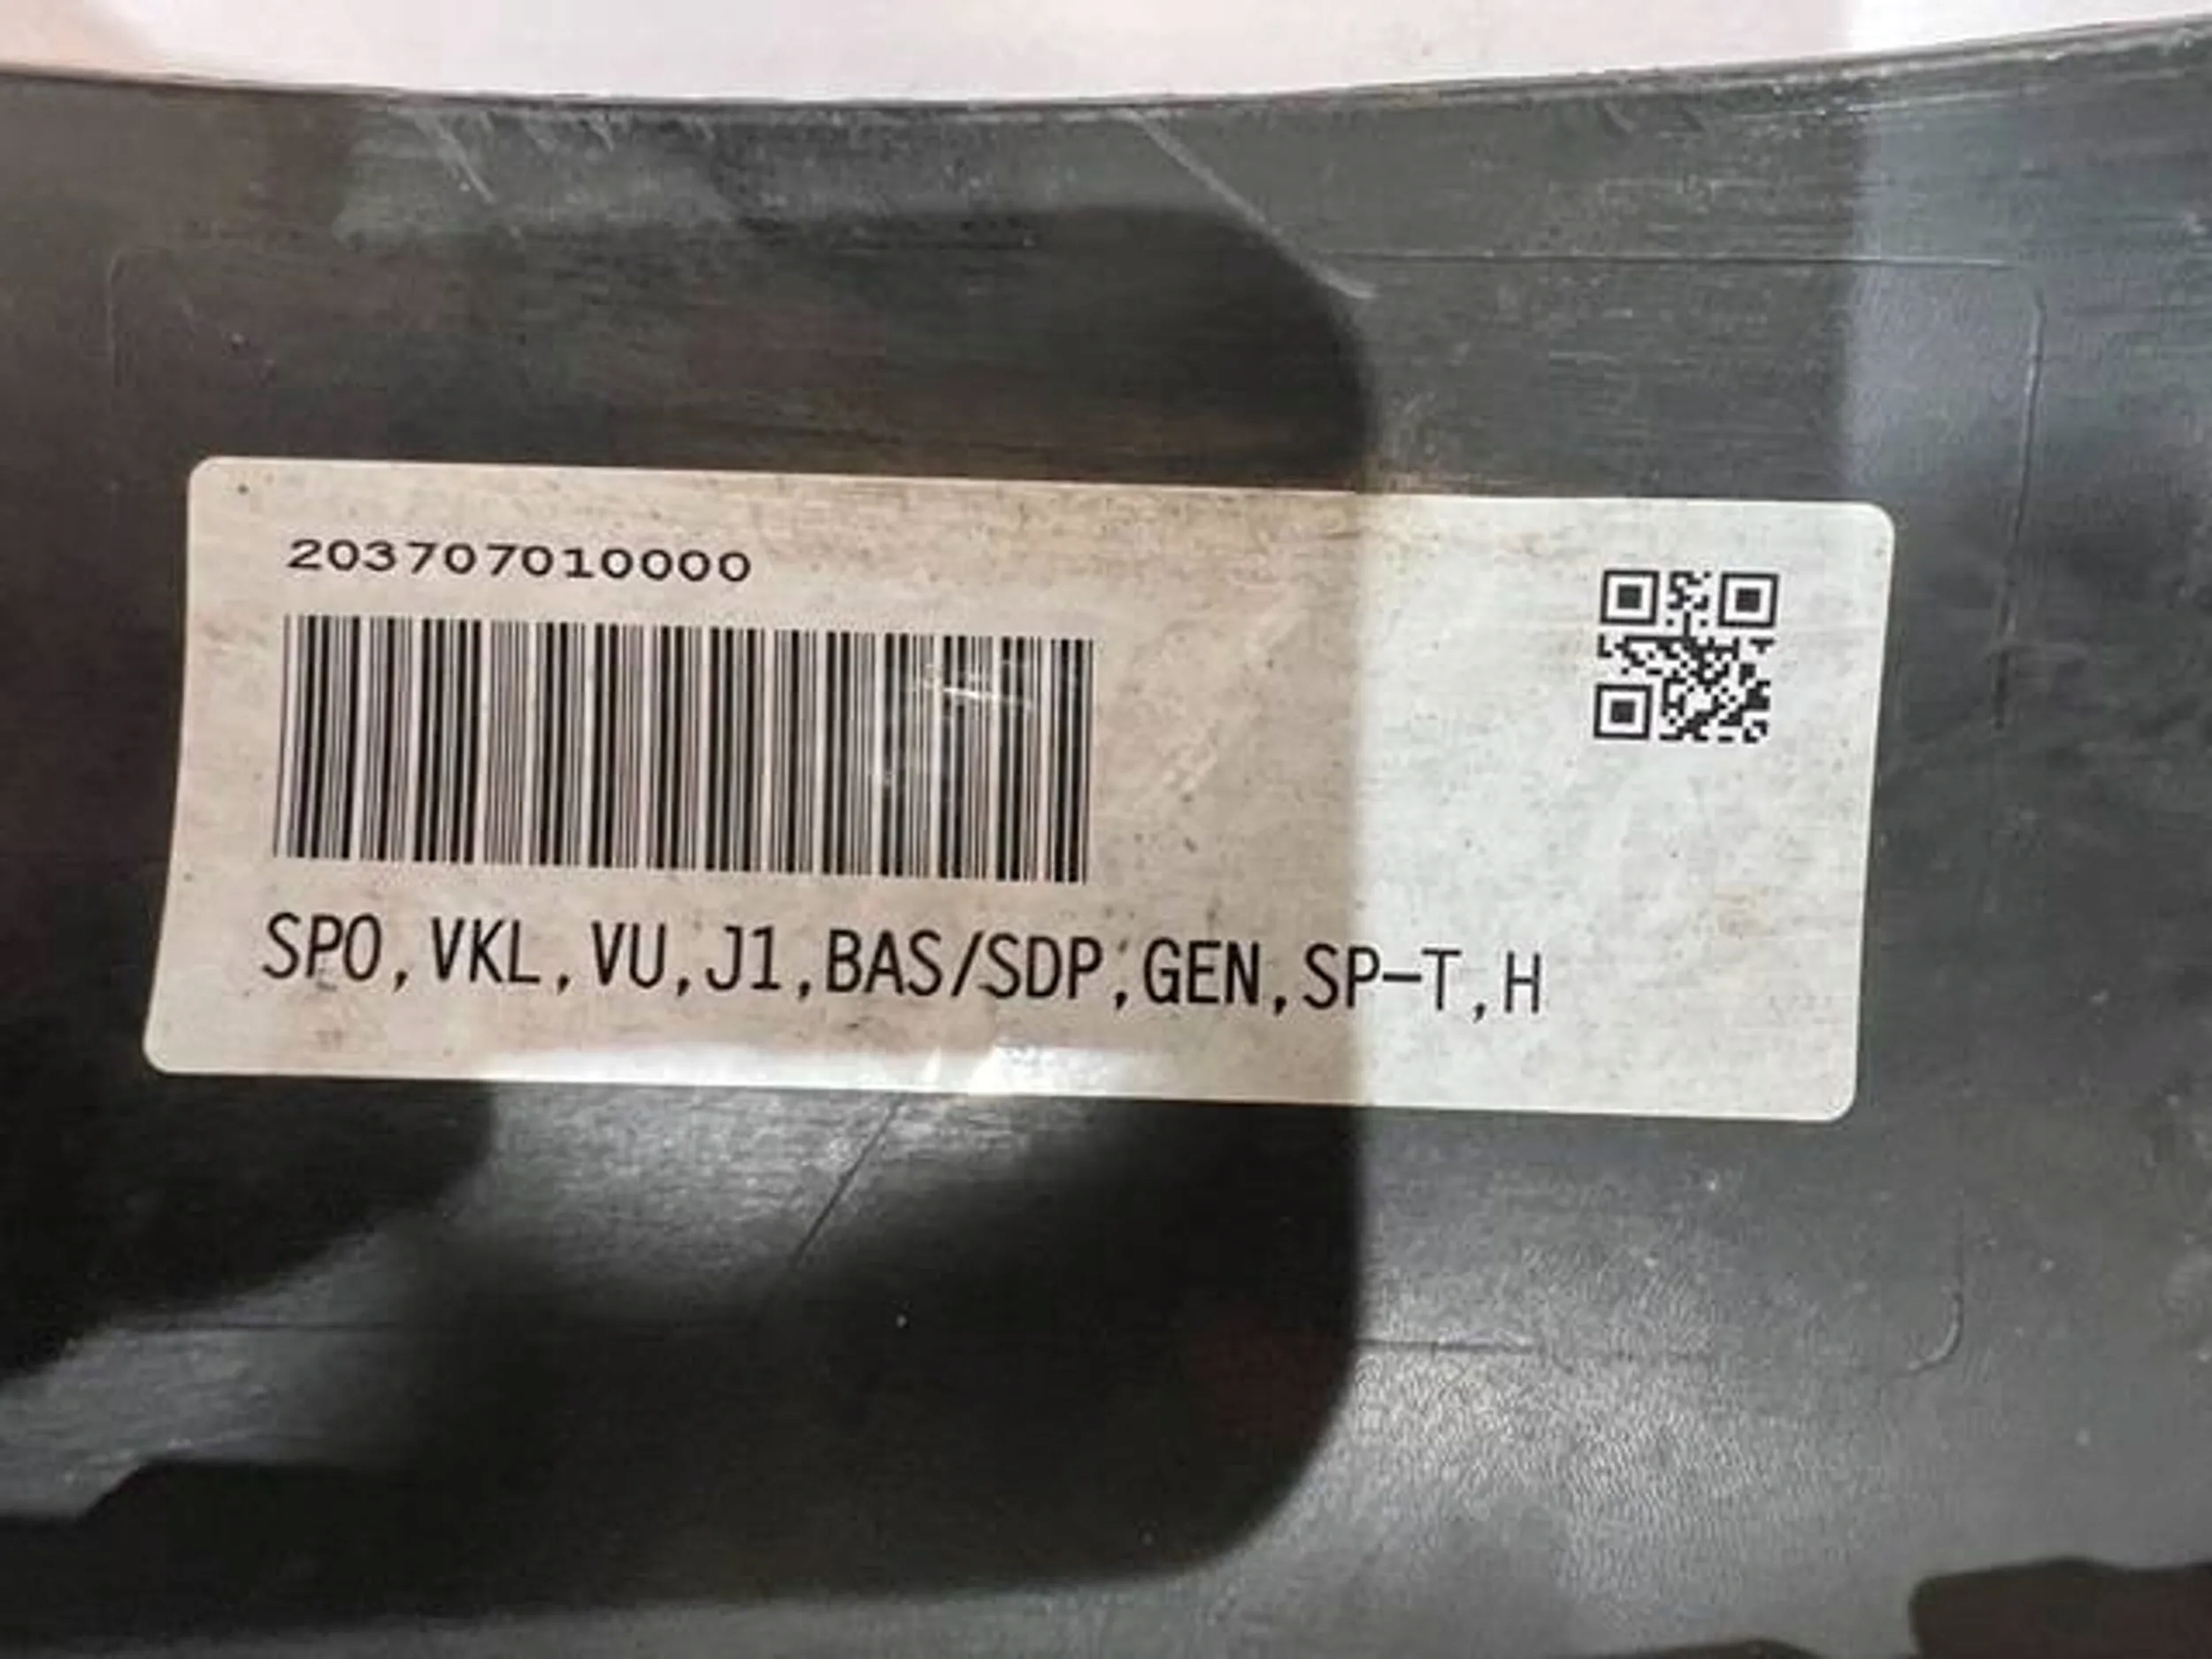 203707010000
SPO,VKL,VU,J1,BAS/SDP,GEN,SP-T,H